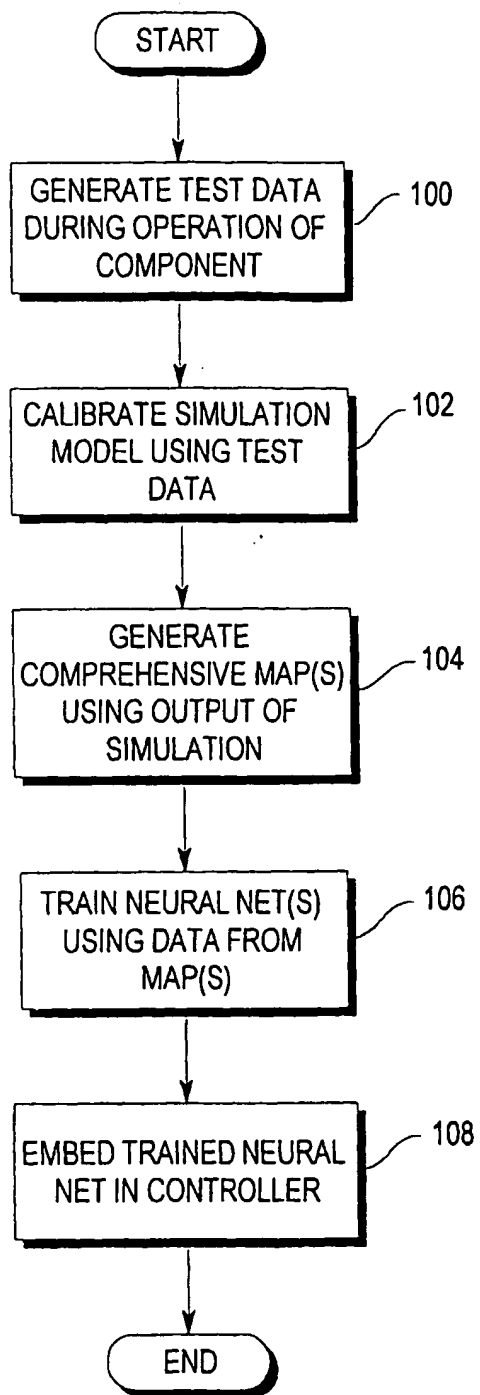 START
GENERATE TEST DATA
DURING OPERATION OF
COMPONENT
100
CALIBRATE SIMULATION
MODEL USING TEST
DATA
102
GENERATE
COMPREHENSIVE MAP(S)
USING OUTPUT OF
SIMULATION
104
TRAIN NEURAL NET(S)
USING DATA FROM
MAP(S)
106
EMBED TRAINED NEURAL
NET IN CONTROLLER
108
END